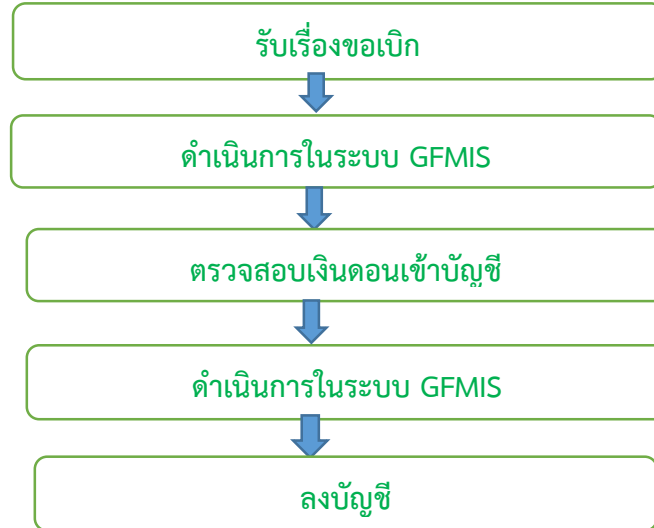 รับเรื่องขอเบิก
ดำเนินการในระบบ GFMIS
ตรวจสอบเงินดอนเข้าบัญชี
ดำเนินการในระบบ GFMIS
ลงบัญชี